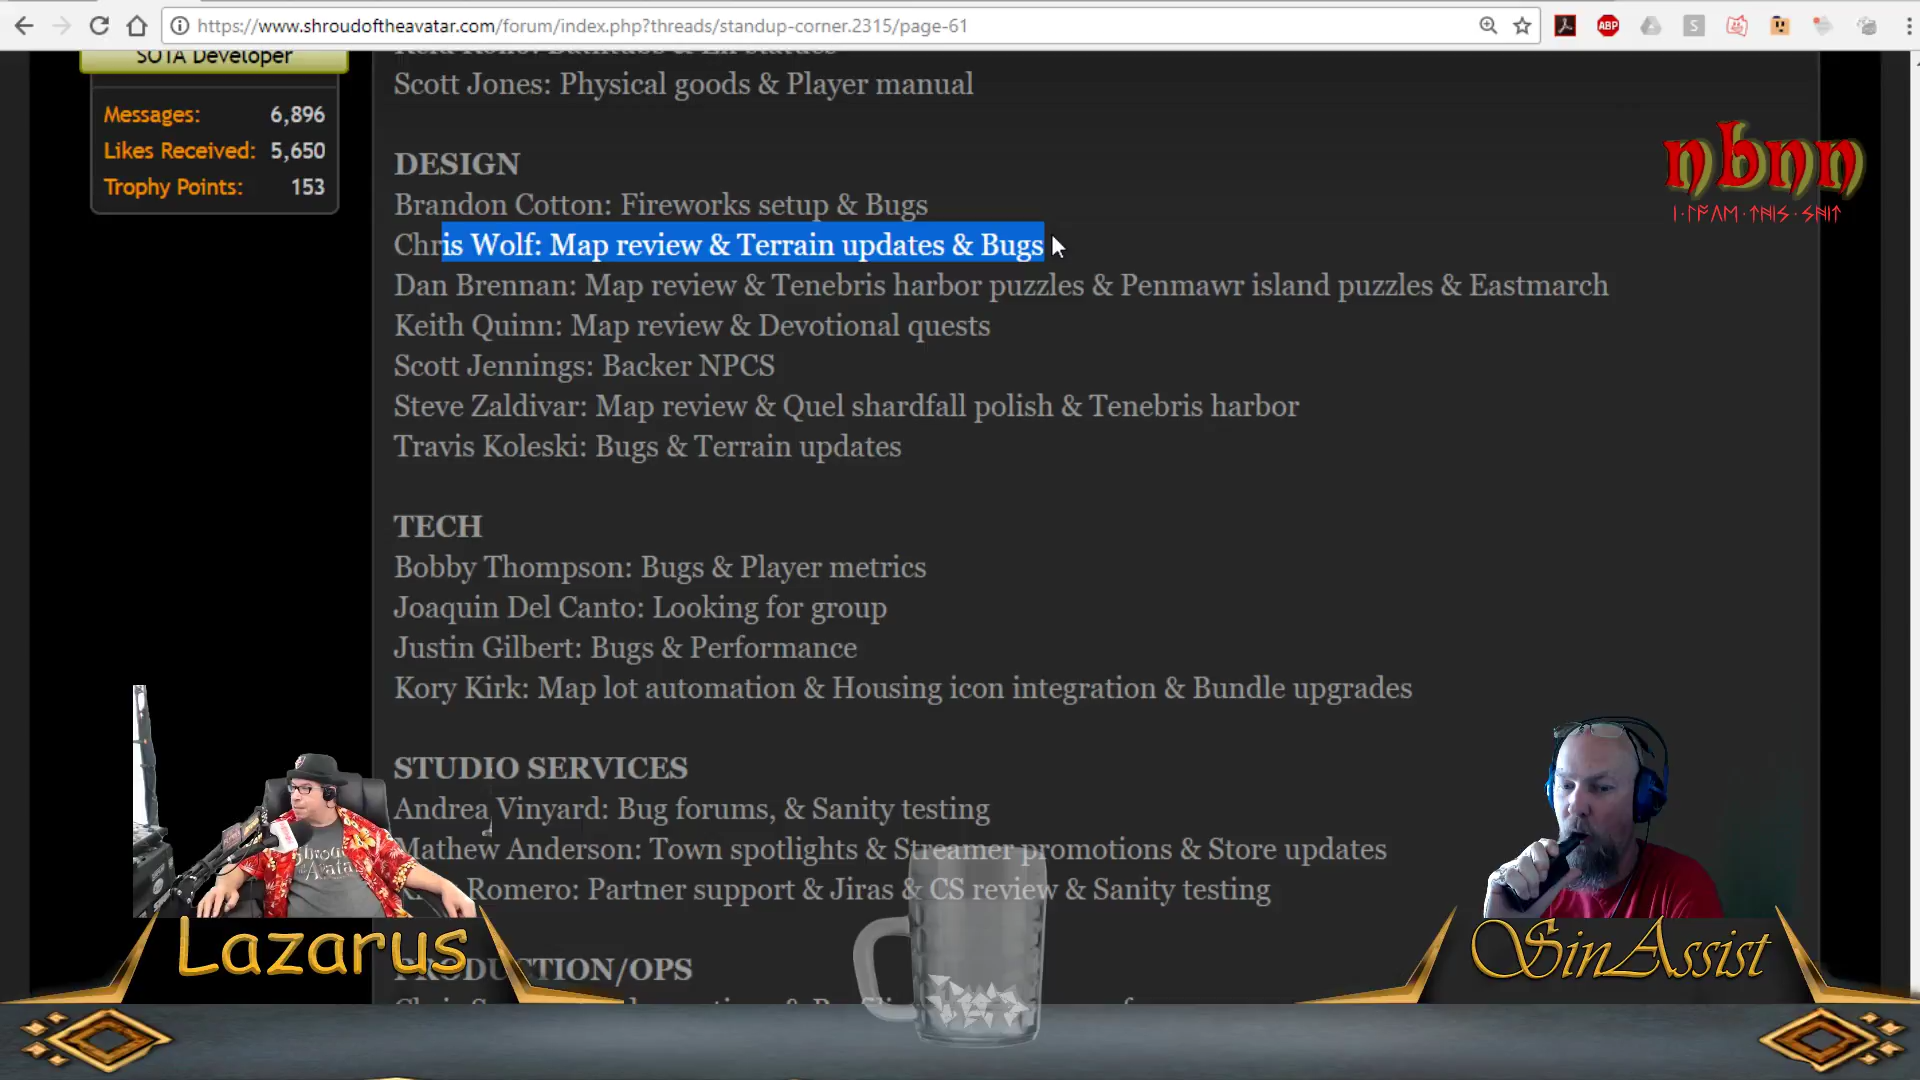 https://www.shroudoftheavatar.com/forum/index.php?threads/standup-corner.2315/page-61
SOTA Developer
Messages: 6,896
Likes Received: 5,650
Trophy Points: 153
Scott Jones: Physical goods & Player manual
DESIGN
Brandon Cotton: Fireworks setup & Bugs
Chris Wolf: Map review & Terrain updates & Bugs
Dan Brennan: Map review & Tenebris harbor puzzles & Penmawr island puzzles & Eastmarch
Keith Quinn: Map review & Devotional quests
Scott Jennings: Backer NPCS
Steve Zaldivar: Map review & Quel shardfall polish & Tenebris harbor
Travis Koleski: Bugs & Terrain updates
TECH
Bobby Thompson: Bugs & Player metrics
Joaquin Del Canto: Looking for group
Justin Gilbert: Bugs & Performance
Kory Kirk: Map lot automation & Housing icon integration & Bundle upgrades
STUDIO SERVICES
Andrea Vinyard: Bug forums, & Sanity testing
Mathew Anderson: Town spotlights & Streamer promotions & Store updates
Romero: Partner support & Jiras & CS review & Sanity testing
PRODUCTION/OPS
nbnn
ABP
S
Lazarus
SinAssist